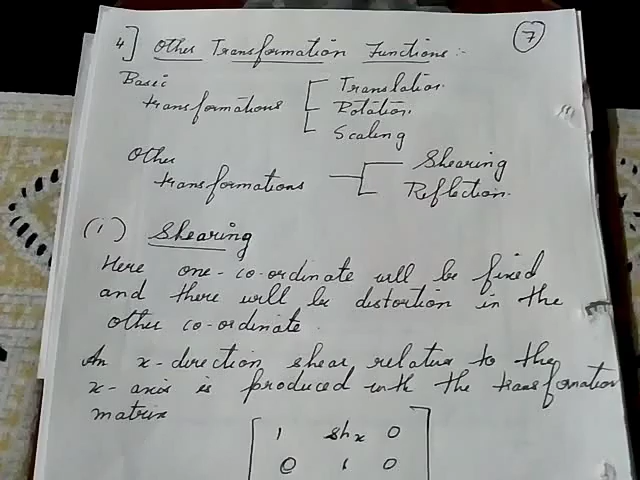 7
4] Other Transformation Functions:-
Basic
transformations
Translation.
Rotation.
Scaling
Other
transformations
Shearing
Reflection.
(i) Shearing
Here one-co-ordinate will be fixed
and there will be distortion in the
other co-ordinate.
An x-direction shear relative to the
x-axis is produced with the transformation
matrix
1 shx 0
0 1 0